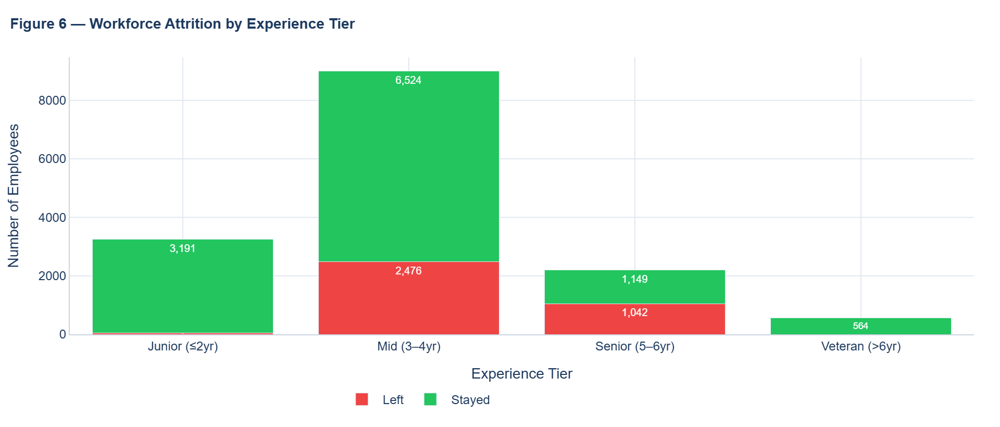 Figure 6 — Workforce Attrition by Experience Tier
Number of Employees
8000
6000
4000
2000
0
3,191
6,524
2,476
1,149
1,042
564
Junior (≤2yr)
Mid (3–4yr)
Senior (5–6yr)
Veteran (>6yr)
Experience Tier
Left
Stayed